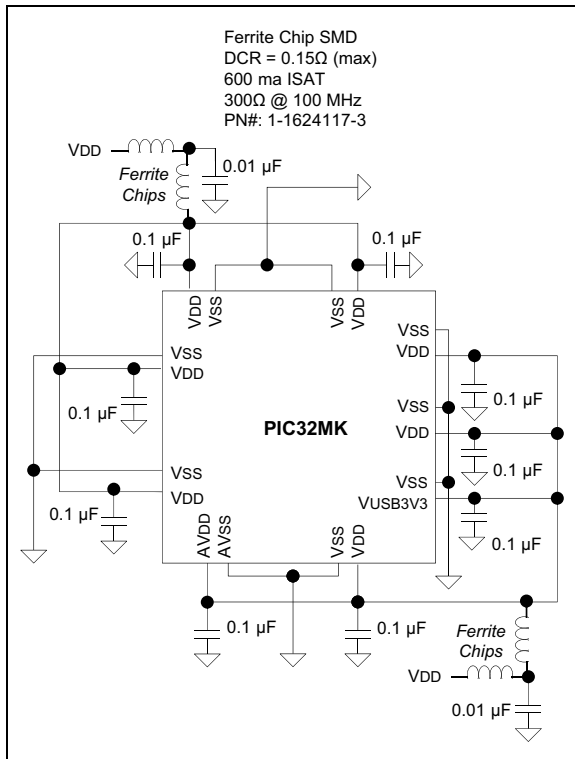 Ferrite Chip SMD
DCR = 0.15Ω (max)
600 ma ISAT
300Ω @ 100 MHz
PN#: 1-1624117-3
VDD
0.01 µF
Ferrite
Chips
0.1 µF
0.1 µF
VDD
VSS
VSS
VDD
VSS
VDD
VSS
VDD
0.1 µF
0.1 µF
VSS
VDD
PIC32MK
0.1 µF
VSS
VDD
VSS
VUSB3V3
0.1 µF
0.1 µF
AVDD
AVSS
VSS
VDD
0.1 µF
0.1 µF
Ferrite
Chips
VDD
0.01 µF